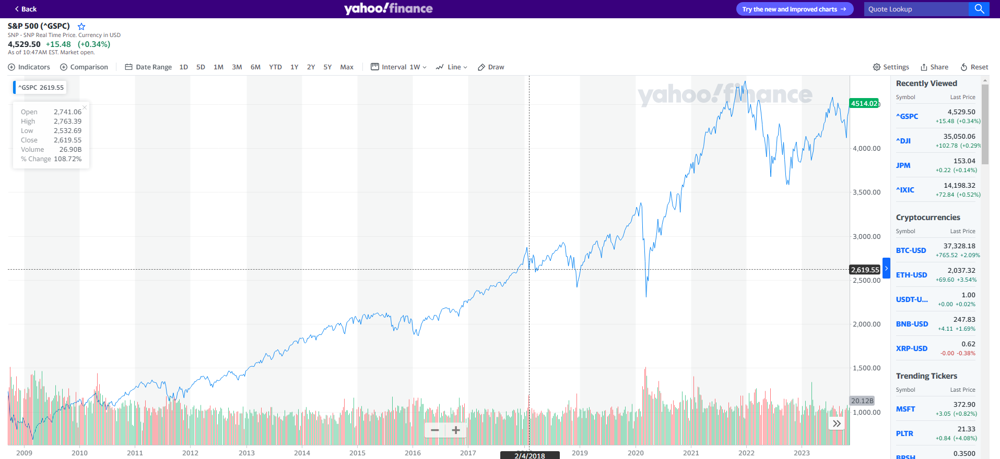 Back
yahoo!finance
Try the new and improved charts →
Quote Lookup
S&P 500 (^GSPC)
SNP - SNP Real Time Price. Currency in USD
4,529.50 +15.48 (+0.34%)
As of 10:47AM EST. Market open.
Indicators Comparison Date Range 1D 5D 1M 3M 6M YTD 1Y 2Y 5Y Max Interval 1W Line Draw Settings Share Reset
^GSPC 2619.55
Open 2,741.06
High 2,763.39
Low 2,532.69
Close 2,619.55
Volume 26.90B
% Change 108.72%
yahoo!finance
4514.02
4,000.00
3,500.00
3,000.00
2,619.55
2,500.00
2,000.00
1,500.00
20.12B
1,000.00
2009 2010 2011 2012 2013 2014 2015 2016 2017 2/4/2018 2019 2020 2021 2022 2023
Recently Viewed
Symbol Last Price
^GSPC 4,529.50
+15.48 (+0.34%)
^DJI 35,050.06
+102.78 (+0.29%
JPM 153.04
+0.22 (+0.14%)
^IXIC 14,198.32
+72.84 (+0.52%)
Cryptocurrencies
Symbol Last Price
BTC-USD 37,328.18
+765.52 +2.09%
ETH-USD 2,037.32
+69.60 +3.54%
USDT-U... 1.00
+0.00 +0.02%
BNB-USD 247.83
+4.11 +1.69%
XRP-USD 0.62
-0.00 -0.38%
Trending Tickers
Symbol Last Price
MSFT 372.90
+3.05 (+0.82%)
PLTR 21.33
+0.84 (+4.08%)
BRSH 0.3500